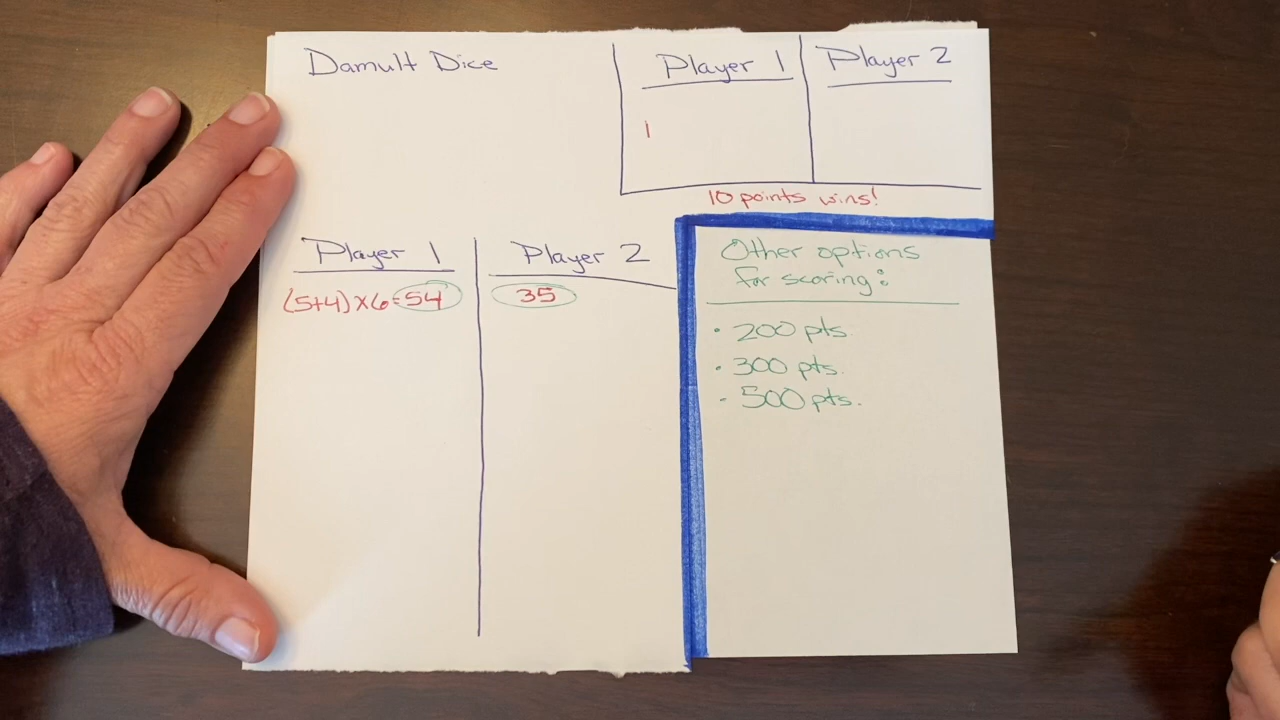 Damult Dice
Player 1
Player 2
1
10 points wins!
Player 1
Player 2
(5+4)x6=54
35
Other options
for scoring:
• 200 pts.
• 300 pts.
• 500 pts.